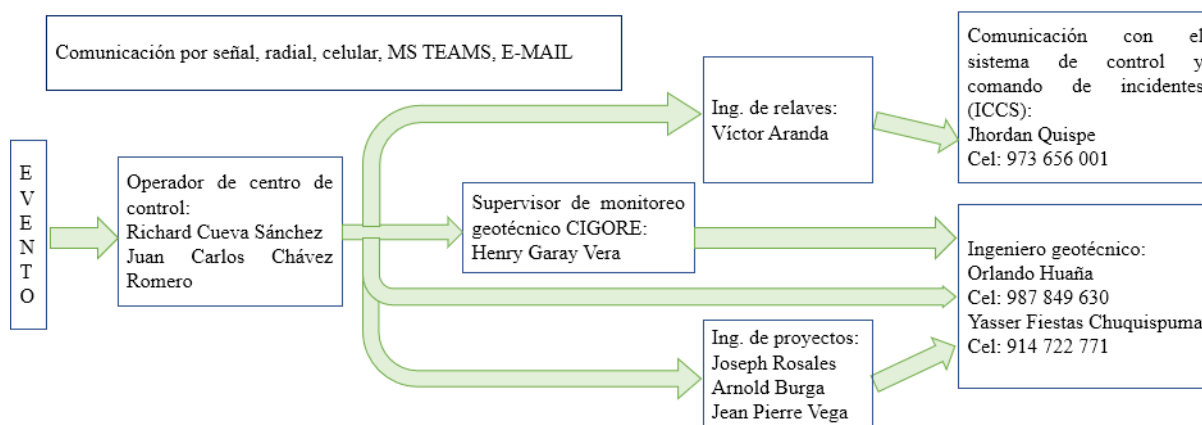 Comunicación por señal, radial, celular, MS TEAMS, E-MAIL
E
V
E
N
T
O
Operador de centro de
control:
Richard Cueva Sánchez
Juan Carlos Chávez
Romero
Ing. de relaves:
Víctor Aranda
Supervisor de monitoreo
geotécnico CIGORE:
Henry Garay Vera
Ing. de proyectos:
Joseph Rosales
Arnold Burga
Jean Pierre Vega
Comunicación con el
sistema de control y
comando de incidentes
(ICCS):
Jhordan Quispe
Cel: 973 656 001
Ingeniero geotécnico:
Orlando Huaña
Cel: 987 849 630
Yasser Fiestas Chuquispuma
Cel: 914 722 771